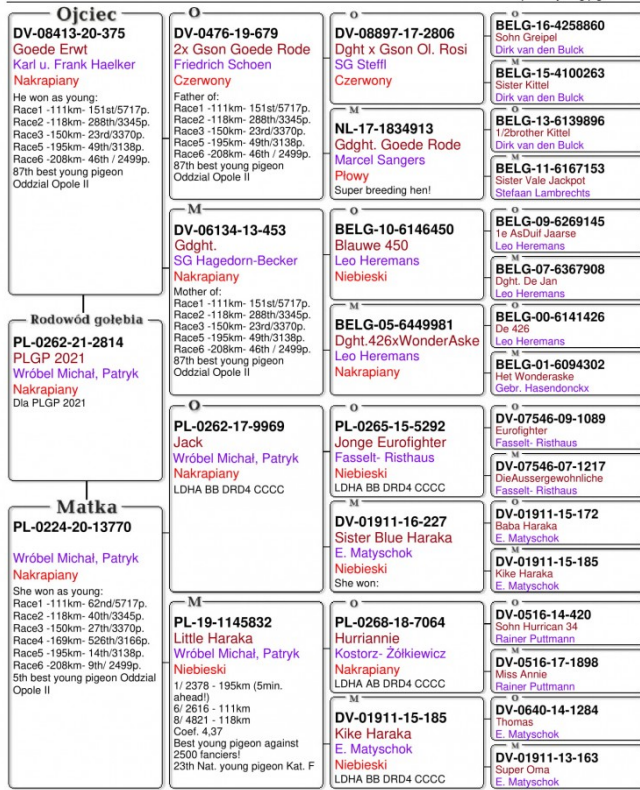 Ojciec
DV-08413-20-375
Goede Erwt
Karl u. Frank Haelker
Nakrapiany
He won as young:
Race1 -111km- 151st/5717p.
Race2 -118km- 288th/3345p.
Race3 -150km- 23rd/3370p.
Race5 -195km- 49th/3138p.
Race6 -208km- 46th / 2499p.
87th best young pigeon
Oddzial Opole II
Rodowód gołebia
PL-0262-21-2814
PLGP 2021
Wróbel Michał, Patryk
Nakrapiany
Dla PLGP 2021
Matka
PL-0224-20-13770
Wróbel Michał, Patryk
Nakrapiany
She won as young:
Race1 -111km- 62nd/5717p.
Race2 -118km- 40th/3345p.
Race3 -150km- 27th/3370p.
Race4 -169km- 526th/3166p.
Race5 -195km- 14th/3138p.
Race6 -208km- 9th/ 2499p.
5th best young pigeon Oddzial
Opole II
O
DV-0476-19-679
2x Gson Goede Rode
Friedrich Schoen
Czerwony
Father of:
Race1 -111km- 151st/5717p.
Race2 -118km- 288th/3345p.
Race3 -150km- 23rd/3370p.
Race5 -195km- 49th/3138p.
Race6 -208km- 46th / 2499p.
87th best young pigeon
Oddzial Opole II
M
DV-06134-13-453
Gdght.
SG Hagedorn-Becker
Nakrapiany
Mother of:
Race1 -111km- 151st/5717p.
Race2 -118km- 288th/3345p.
Race3 -150km- 23rd/3370p.
Race5 -195km- 49th/3138p.
Race6 -208km- 46th / 2499p.
87th best young pigeon
Oddzial Opole II
O
PL-0262-17-9969
Jack
Wróbel Michał, Patryk
Nakrapiany
LDHA BB DRD4 CCCC
M
PL-19-1145832
Little Haraka
Wróbel Michał, Patryk
Niebieski
1/ 2378 - 195km (5min.
ahead!)
6/ 2616 - 111km
8/ 4821 - 118km
Coef. 4,37
Best young pigeon against
2500 fanciers!
23th Nat. young pigeon Kat. F
O
DV-08897-17-2806
Dght x Gson Ol. Rosi
SG Steffl
Czerwony
M
NL-17-1834913
Gdght. Goede Rode
Marcel Sangers
Płowy
Super breeding hen!
O
BELG-10-6146450
Blauwe 450
Leo Heremans
Niebieski
M
BELG-05-6449981
Dght.426xWonderAske
Leo Heremans
Nakrapiany
O
PL-0265-15-5292
Jonge Eurofighter
Fasselt- Risthaus
Niebieski
LDHA BB DRD4 CCCC
M
DV-01911-16-227
Sister Blue Haraka
E. Matyschok
Niebieski
She won:
O
PL-0268-18-7064
Hurriannie
Kostorz- Żółkiewicz
Nakrapiany
LDHA AB DRD4 CCCC
M
DV-01911-15-185
Kike Haraka
E. Matyschok
Niebieski
LDHA BB DRD4 CCCC
O
BELG-16-4258860
Sohn Greipel
Dirk van den Bulck
M
BELG-15-4100263
Sister Kittel
Dirk van den Bulck
O
BELG-13-6139896
1/2brother Kittel
Dirk van den Bulck
M
BELG-11-6167153
Sister Vale Jackpot
Stefaan Lambrechts
O
BELG-09-6269145
1e AsDuif Jaarse
Leo Heremans
M
BELG-07-6367908
Dght. De Jan
Leo Heremans
O
BELG-00-6141426
De 426
Leo Heremans
M
BELG-01-6094302
Het Wonderaske
Gebr. Hasendonckx
O
DV-07546-09-1089
Eurofighter
Fasselt- Risthaus
M
DV-07546-07-1217
DieAussergewohnliche
Fasselt- Risthaus
O
DV-01911-15-172
Baba Haraka
E. Matyschok
M
DV-01911-15-185
Kike Haraka
E. Matyschok
O
DV-0516-14-420
Sohn Hurrican 34
Rainer Puttmann
M
DV-0516-17-1898
Miss Annie
Rainer Puttmann
O
DV-0640-14-1284
Thomas
E. Matyschok
M
DV-01911-13-163
Super Oma
E. Matyschok